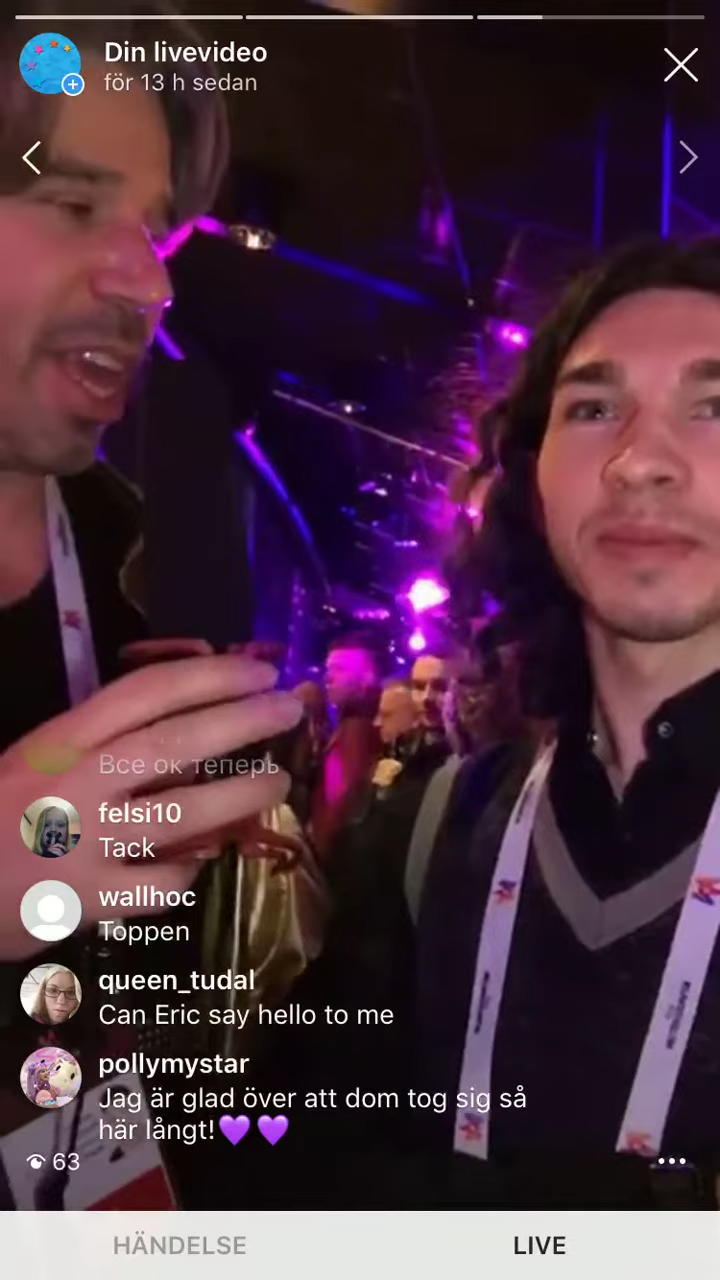 Din livevideo
för 13 h sedan
Все ок теперь
felsi10
Tack
wallhoc
Toppen
queen_tudal
Can Eric say hello to me
pollymystar
Jag är glad över att dom tog sig så
här långt!💜💜
63
HÄNDELSE
LIVE